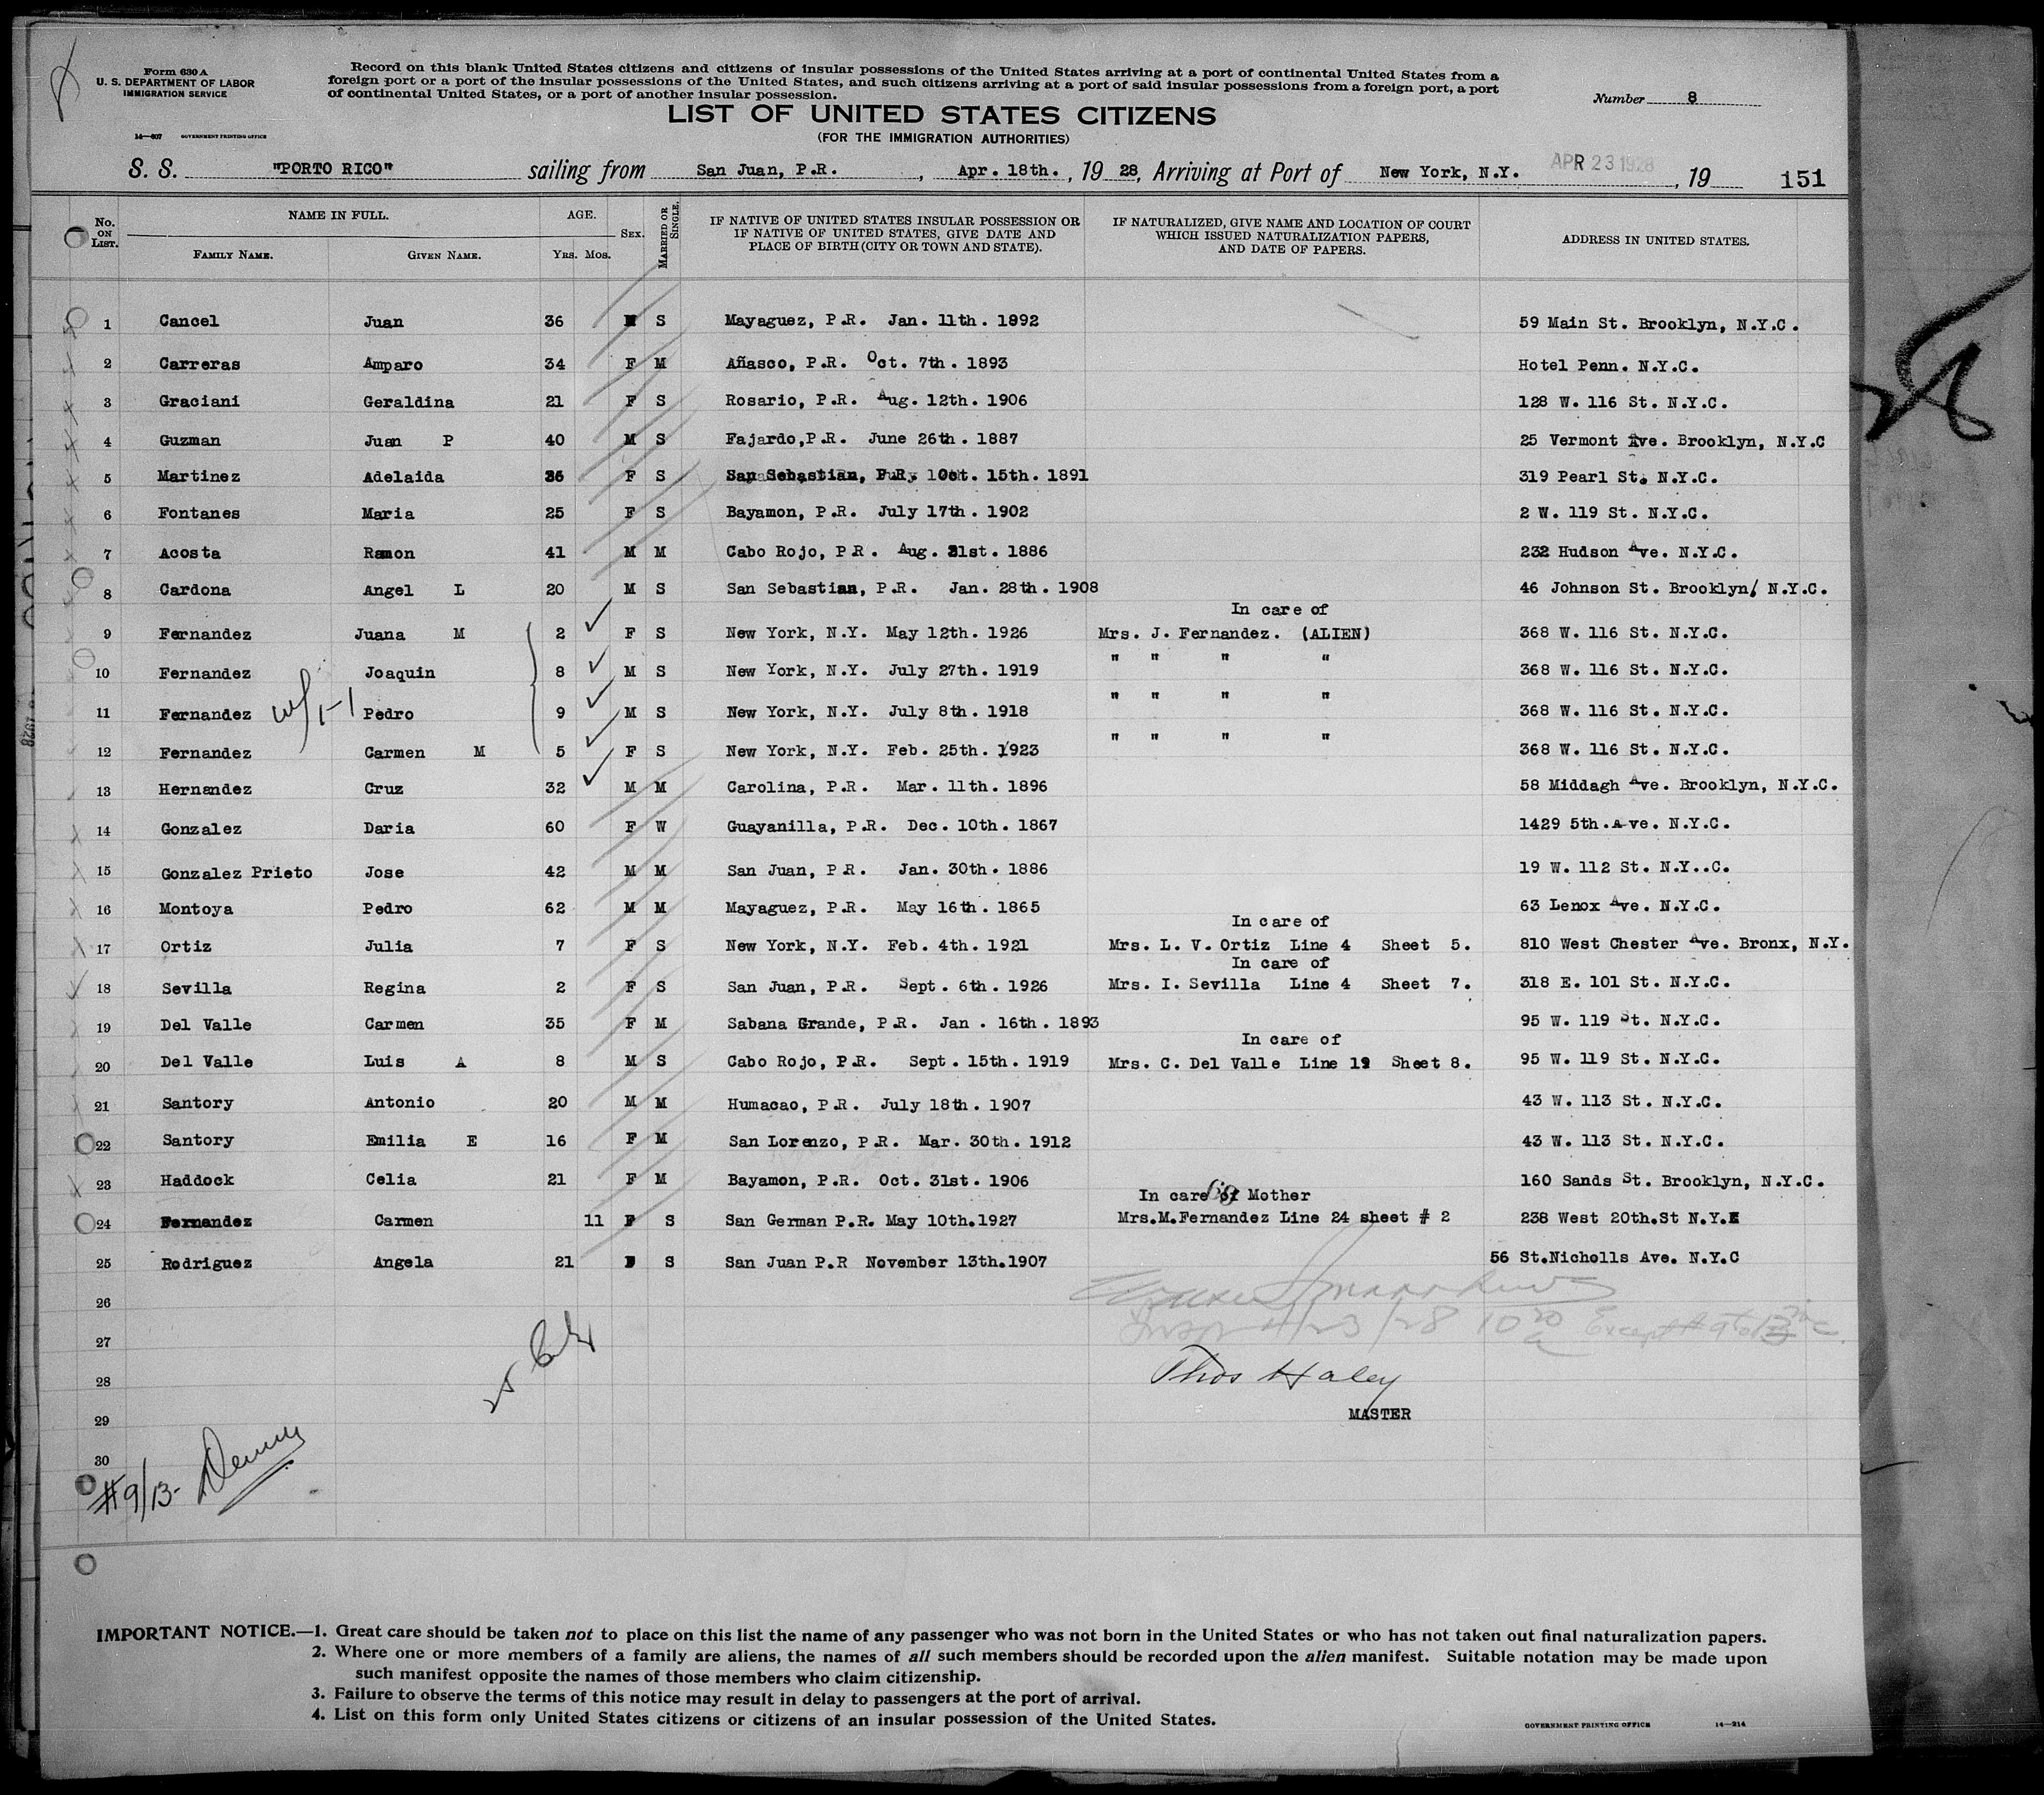 Form 630 A
U. S. DEPARTMENT OF LABOR
IMMIGRATION SERVICE
14—607 GOVERNMENT PRINTING OFFICE
Record on this blank United States citizens and citizens of insular possessions of the United States arriving at a port of continental United States from a
foreign port or a port of the insular possessions of the United States, and such citizens arriving at a port of said insular possessions from a foreign port, a port
of continental United States, or a port of another insular possession.
LIST OF UNITED STATES CITIZENS
(FOR THE IMMIGRATION AUTHORITIES)
Number 8
S. S. "PORTO RICO" sailing from San Juan, P.R. , Apr. 18th. , 19 28, Arriving at Port of New York, N.Y. APR 23 1928 , 19 151
No. ON LIST. NAME IN FULL. FAMILY NAME. GIVEN NAME. AGE. YRS. MOS. SEX. MARRIED OR SINGLE. IF NATIVE OF UNITED STATES INSULAR POSSESSION OR IF NATIVE OF UNITED STATES, GIVE DATE AND PLACE OF BIRTH (CITY OR TOWN AND STATE). IF NATURALIZED, GIVE NAME AND LOCATION OF COURT WHICH ISSUED NATURALIZATION PAPERS, AND DATE OF PAPERS. ADDRESS IN UNITED STATES.
1 Cancel Juan 36 M S Mayaguez, P.R. Jan. 11th. 1892 59 Main St. Brooklyn, N.Y.C.
2 Carreras Amparo 34 F M Añasco, P.R. Oct. 7th. 1893 Hotel Penn. N.Y.C.
3 Graciani Geraldina 21 F S Rosario, P.R. Aug. 12th. 1906 128 W. 116 St. N.Y.C.
4 Guzman Juan P 40 M S Fajardo,P.R. June 26th. 1887 25 Vermont Ave. Brooklyn, N.Y.C
5 Martinez Adelaida 36 F S San Sebastian, P.R. Oct. 15th. 1891 319 Pearl St. N.Y.C.
6 Fontanes Maria 25 F S Bayamon, P.R. July 17th. 1902 2 W. 119 St. N.Y.C.
7 Acosta Ramon 41 M M Cabo Rojo, P.R. Aug. 31st. 1886 232 Hudson Ave. N.Y.C.
8 Cardona Angel L 20 M S San Sebastian, P.R. Jan. 28th. 1908 46 Johnson St. Brooklyn, N.Y.C.
In care of
9 Fernandez Juana M 2 F S New York, N.Y. May 12th. 1926 Mrs. J. Fernandez. (ALIEN) 368 W. 116 St. N.Y.C.
10 Fernandez Joaquin 8 M S New York, N.Y. July 27th. 1919 " " " " 368 W. 116 St. N.Y.C.
11 Fernandez w/1-1 Pedro 9 M S New York, N.Y. July 8th. 1918 " " " " 368 W. 116 St. N.Y.C.
12 Fernandez Carmen M 5 F S New York, N.Y. Feb. 25th. 1923 " " " " 368 W. 116 St. N.Y.C.
13 Hernandez Cruz 32 M M Carolina, P.R. Mar. 11th. 1896 58 Middagh Ave. Brooklyn, N.Y.C.
14 Gonzalez Daria 60 F W Guayanilla, P.R. Dec. 10th. 1867 1429 5th.Ave. N.Y.C.
15 Gonzalez Prieto Jose 42 M M San Juan, P.R. Jan. 30th. 1886 19 W. 112 St. N.Y..C.
16 Montoya Pedro 62 M M Mayaguez, P.R. May 16th. 1865 63 Lenox Ave. N.Y.C.
In care of
17 Ortiz Julia 7 F S New York, N.Y. Feb. 4th. 1921 Mrs. L. V. Ortiz Line 4 Sheet 5. 810 West Chester Ave. Bronx, N.Y.
In care of
18 Sevilla Regina 2 F S San Juan, P.R. Sept. 6th. 1926 Mrs. I. Sevilla Line 4 Sheet 7. 318 E. 101 St. N.Y.C.
19 Del Valle Carmen 35 F M Sabana Grande, P.R. Jan. 16th. 1893 95 W. 119 St. N.Y.C.
In care of
20 Del Valle Luis A 8 M S Cabo Rojo, P.R. Sept. 15th. 1919 Mrs. C. Del Valle Line 19 Sheet 8. 95 W. 119 St. N.Y.C.
21 Santory Antonio 20 M M Humacao, P.R. July 18th. 1907 43 W. 113 St. N.Y.C.
22 Santory Emilia E 16 F M San Lorenzo, P.R. Mar. 30th. 1912 43 W. 113 St. N.Y.C.
23 Haddock Celia 21 F M Bayamon, P.R. Oct. 31st. 1906 160 Sands St. Brooklyn, N.Y.C.
In care of Mother
24 Fernandez Carmen 11 F S San German P.R. May 10th.1927 Mrs.M.Fernandez Line 24 sheet # 2 238 West 20th.St N.Y.
25 Rodriguez Angela 21 F S San Juan P.R November 13th.1907 56 St.Nicholls Ave. N.Y.C
26
27
28
29
30
Insp 4/23/28 10 20 Except # 9 to 13
Thos Haley
MASTER
#9/13-
IMPORTANT NOTICE.—1. Great care should be taken not to place on this list the name of any passenger who was not born in the United States or who has not taken out final naturalization papers.
2. Where one or more members of a family are aliens, the names of all such members should be recorded upon the alien manifest. Suitable notation may be made upon
such manifest opposite the names of those members who claim citizenship.
3. Failure to observe the terms of this notice may result in delay to passengers at the port of arrival.
4. List on this form only United States citizens or citizens of an insular possession of the United States.
GOVERNMENT PRINTING OFFICE 14—214